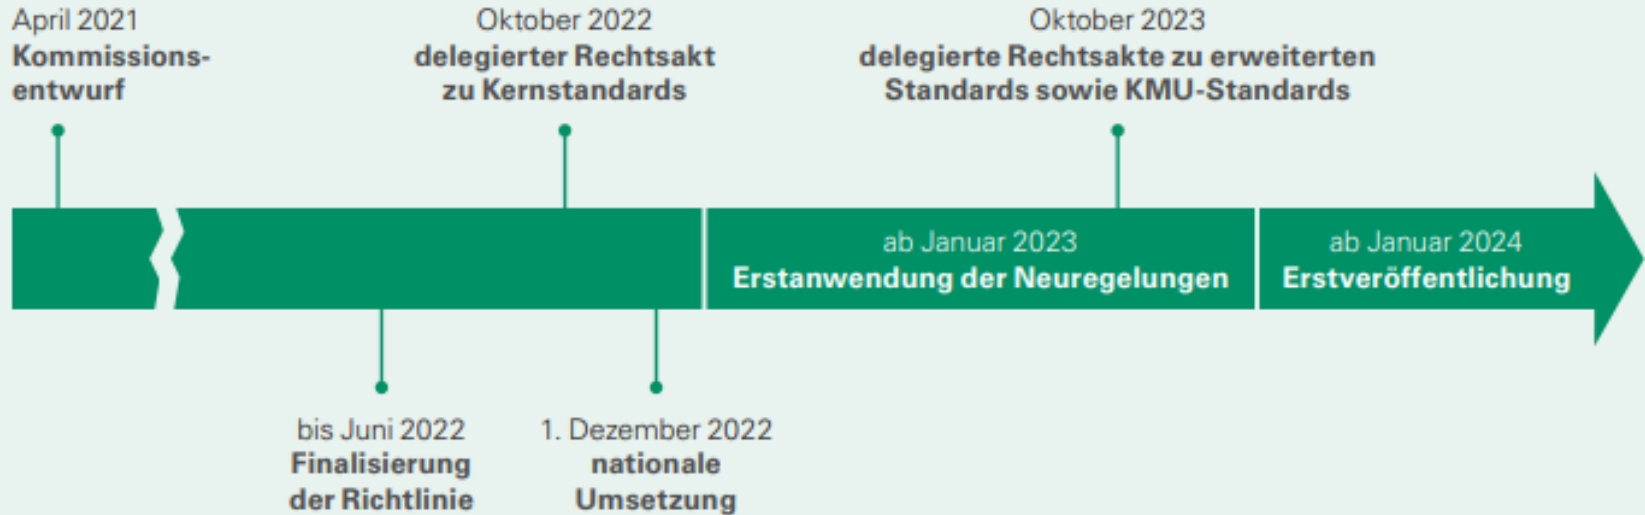 April 2021
Kommissions-
entwurf
Oktober 2022
delegierter Rechtsakt
zu Kernstandards
Oktober 2023
delegierte Rechtsakte zu erweiterten
Standards sowie KMU-Standards
ab Januar 2023
Erstanwendung der Neuregelungen
ab Januar 2024
Erstveröffentlichung
bis Juni 2022
Finalisierung
der Richtlinie
1. Dezember 2022
nationale
Umsetzung